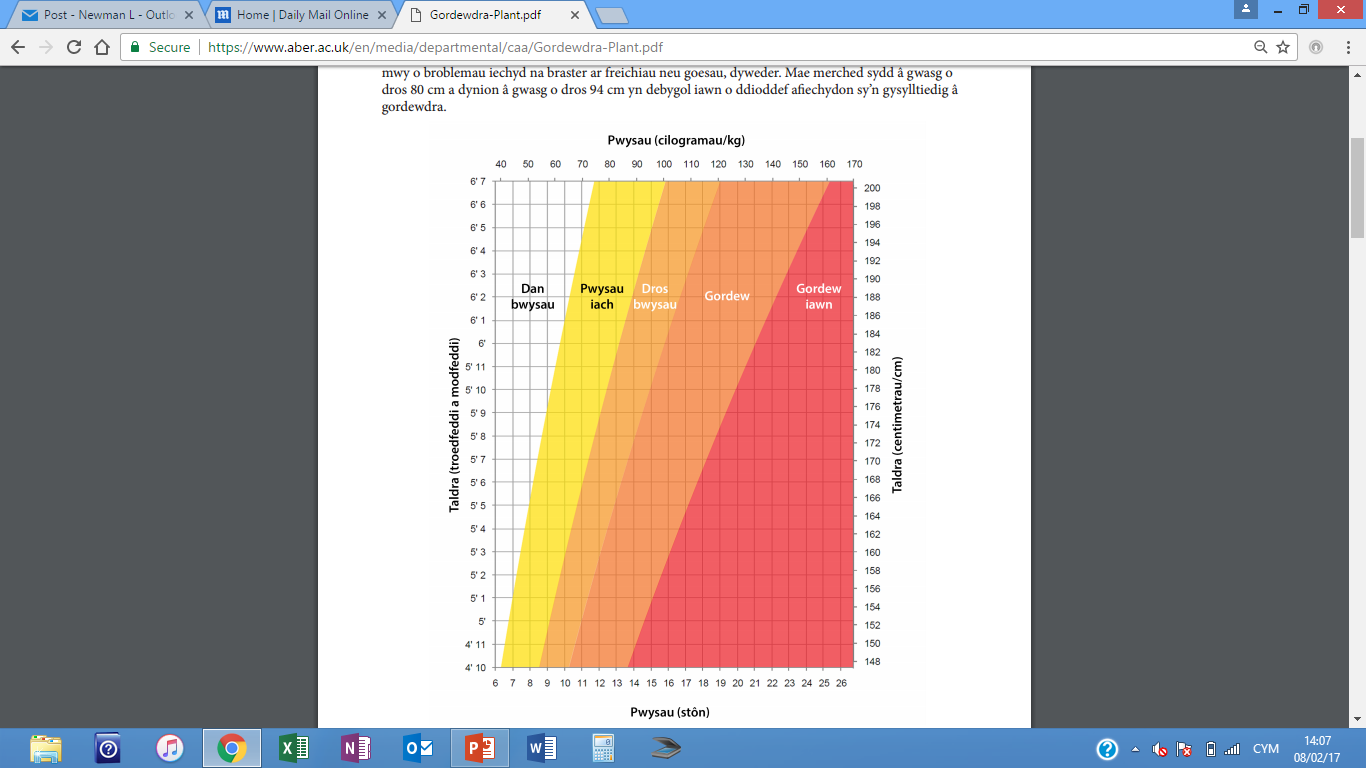 Post - Newman L - Outlo
Home | Daily Mail Online
Gordewdra-Plant.pdf
Secure
https://www.aber.ac.uk/en/media/departmental/caa/Gordewdra-Plant.pdf
mwy o broblemau iechyd na braster ar freichiau neu goesau, dyweder. Mae merched sydd â gwasg o
dros 80 cm a dynion â gwasg o dros 94 cm yn debygol iawn o ddioddef afiechydon sy'n gysylltiedig â
gordewdra.
Pwysau (cilogramau/kg)
40 50 60 70 80 90 100 110 120 130 140 150 160 170
6' 7
6' 6
6' 5
6' 4
6' 3
6' 2
6' 1
6'
5' 11
5' 10
5' 9
5' 8
5' 7
5' 6
5' 5
5' 4
5' 3
5' 2
5' 1
5'
4' 11
4' 10
Taldra (troedfeddi a modfeddi)
Dan
bwysau
Pwysau
iach
Dros
bwysau
Gordew
Gordew
iawn
200
198
196
194
192
190
188
186
184
182
180
178
176
174
172
170
168
166
164
162
160
158
156
154
152
150
148
Taldra (centimetrau/cm)
6 7 8 9 10 11 12 13 14 15 16 17 18 19 20 21 22 23 24 25 26
Pwysau (stôn)
CYM
14:07
08/02/17